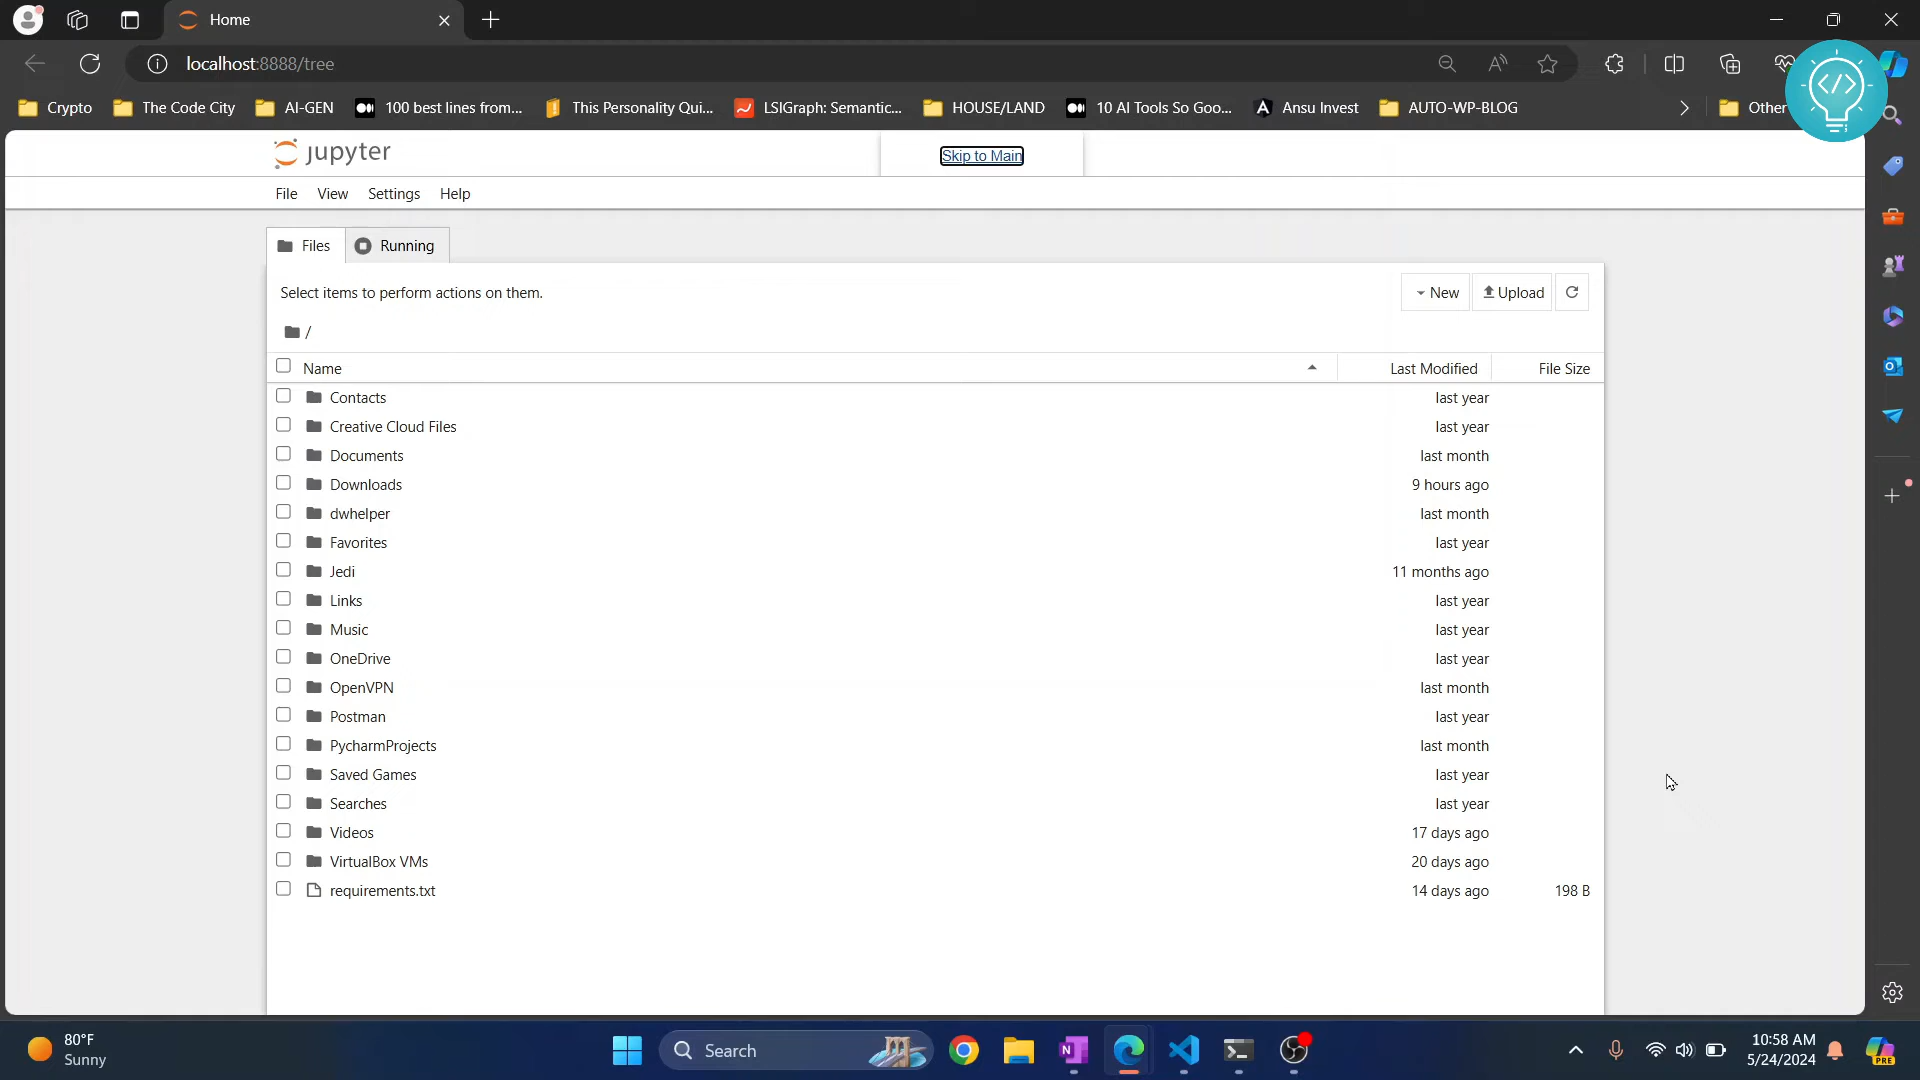 Home
localhost:8888/tree
Crypto The Code City AI-GEN 100 best lines from... This Personality Qui... LSIGraph: Semantic... HOUSE/LAND 10 AI Tools So Goo... Ansu Invest AUTO-WP-BLOG Other
jupyter Skip to Main
File View Settings Help
Files Running
Select items to perform actions on them. New Upload
/
Name Last Modified File Size
Contacts last year
Creative Cloud Files last year
Documents last month
Downloads 9 hours ago
dwhelper last month
Favorites last year
Jedi 11 months ago
Links last year
Music last year
OneDrive last year
OpenVPN last month
Postman last year
PycharmProjects last month
Saved Games last year
Searches last year
Videos 17 days ago
VirtualBox VMs 20 days ago
requirements.txt 14 days ago 198 B
80°F
Sunny
Search
10:58 AM
5/24/2024
PRE